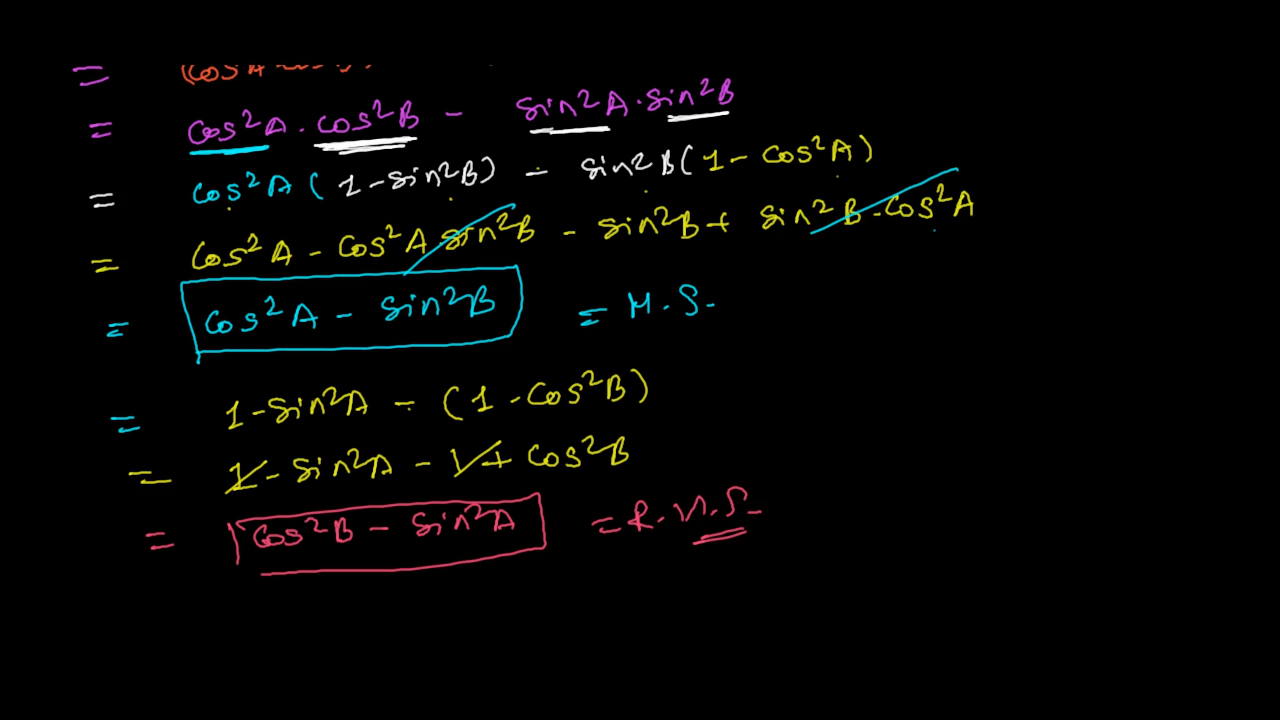 =
= cos²A . cos²B - sin²A . sin²B
= cos²A ( 1 - sin²B ) - sin²B ( 1 - cos²A )
= cos²A - cos²A sin²B - sin²B + sin²B . cos²A
= cos²A - sin²B = M.S.
= 1 - sin²A - ( 1 - cos²B )
= 1 - sin²A - 1 + cos²B
= cos²B - sin²A = R.H.S.